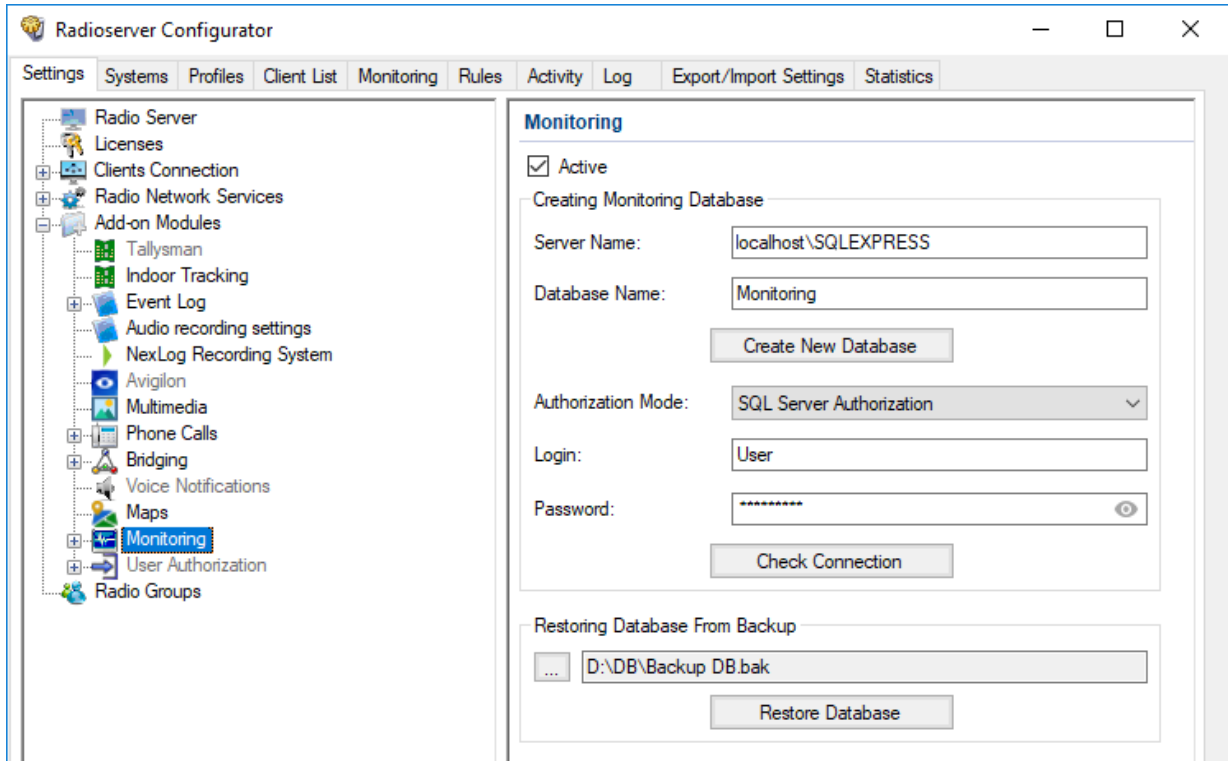 Radioserver Configurator
Settings Systems Profiles Client List Monitoring Rules Activity Log Export/Import Settings Statistics
Radio Server
Licenses
Clients Connection
Radio Network Services
Add-on Modules
Tallysman
Indoor Tracking
Event Log
Audio recording settings
NexLog Recording System
Avigilon
Multimedia
Phone Calls
Bridging
Voice Notifications
Maps
Monitoring
User Authorization
Radio Groups
Monitoring
Active
Creating Monitoring Database
Server Name: localhost\SQLEXPRESS
Database Name: Monitoring
Create New Database
Authorization Mode: SQL Server Authorization
Login: User
Password: *********
Check Connection
Restoring Database From Backup
... D:\DB\Backup DB.bak
Restore Database